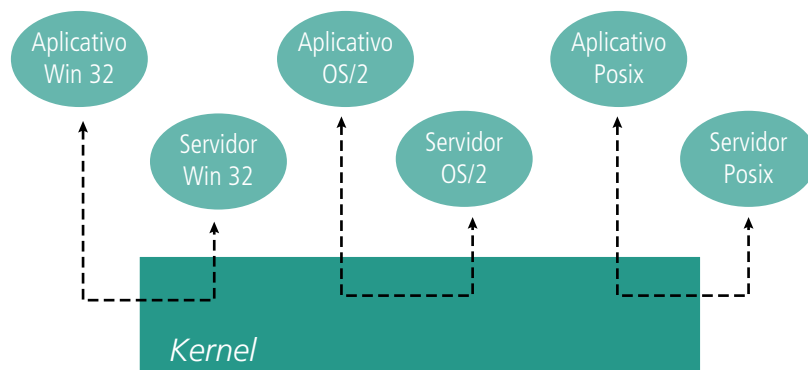 Aplicativo
Win 32
Aplicativo
OS/2
Aplicativo
Posix
Servidor
Win 32
Servidor
OS/2
Servidor
Posix
Kernel